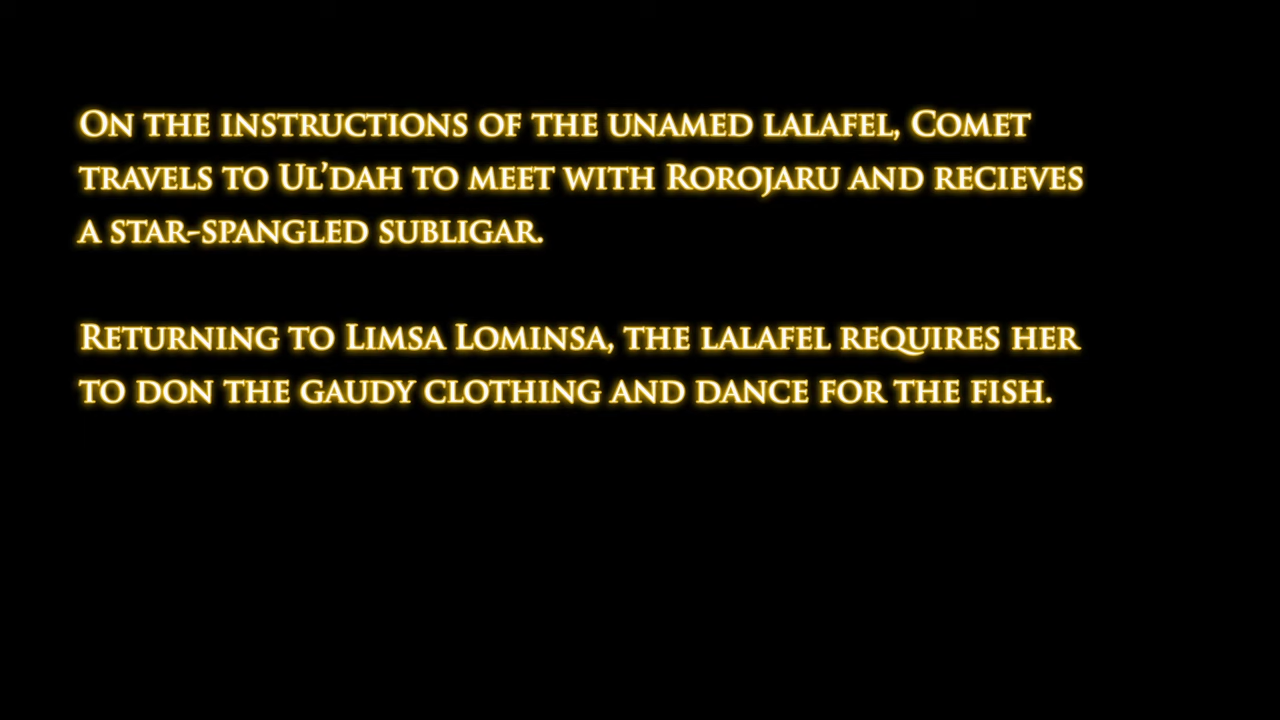 On the instructions of the unamed lalafel, Comet
travels to Ul'dah to meet with Rorojaru and recieves
a star-spangled subligar.
Returning to Limsa Lominsa, the lalafel requires her
to don the gaudy clothing and dance for the fish.